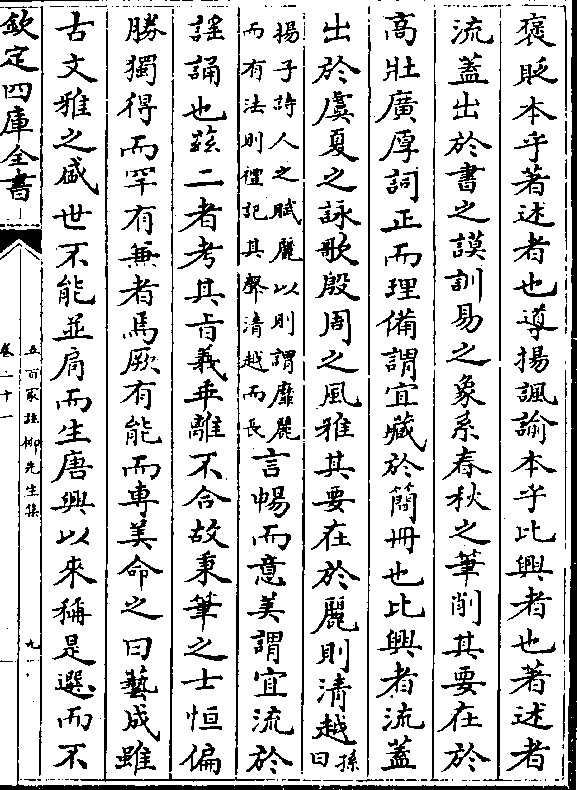 褒貶本乎著述者也導揚諷諭本乎比興者也著述者
流蓋出於書之謨訓易之象系春秋之筆削其要在於
高壯廣厚詞正而理備謂宜藏於簡冊也比興者流蓋
出於虞夏之詠歌殷周之風雅其要在於麗則清越孫曰
揚子詩人之賦麗以則謂靡麗
而有法則禮記其聲清越而長
言暢而意美謂宜流於
謡誦也茲二者考其㫖義乖離不合故秉筆之士恒偏
勝獨得而罕有兼者焉厥有能而専美命之曰藝成雖
古文雅之盛世不能並肩而生唐興以來稱是選而不
欽定四庫全書
卷二十一
五百家註柳先生集
九